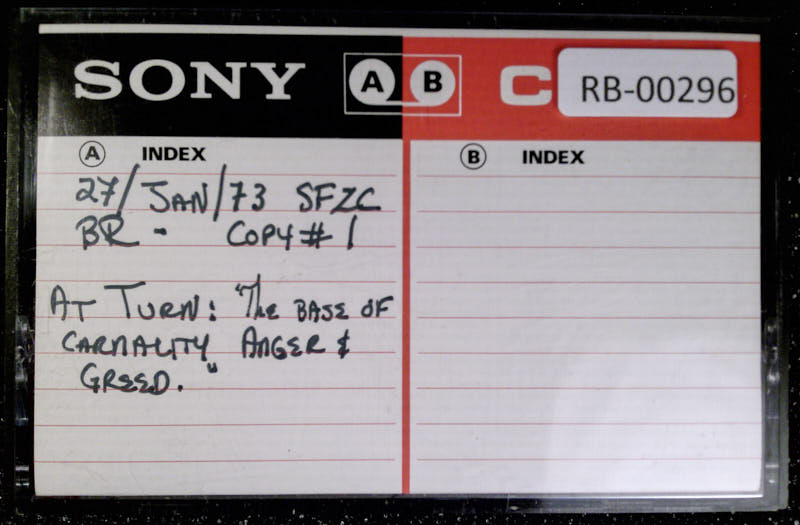 SONY A B C RB-00296
A INDEX
27/JAN/73 SFZC
BR - COPY #1
AT TURN: "The BASE OF
CARNALITY ANGER &
GREED."
B INDEX